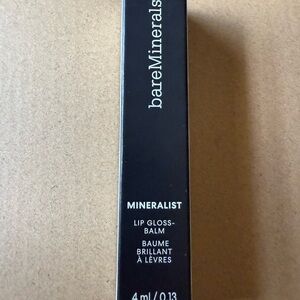 bareMinerals
MINERALIST
LIP GLOSS-
BALM
BAUME
BRILLANT
À LÈVRES
4 ml / 0.13